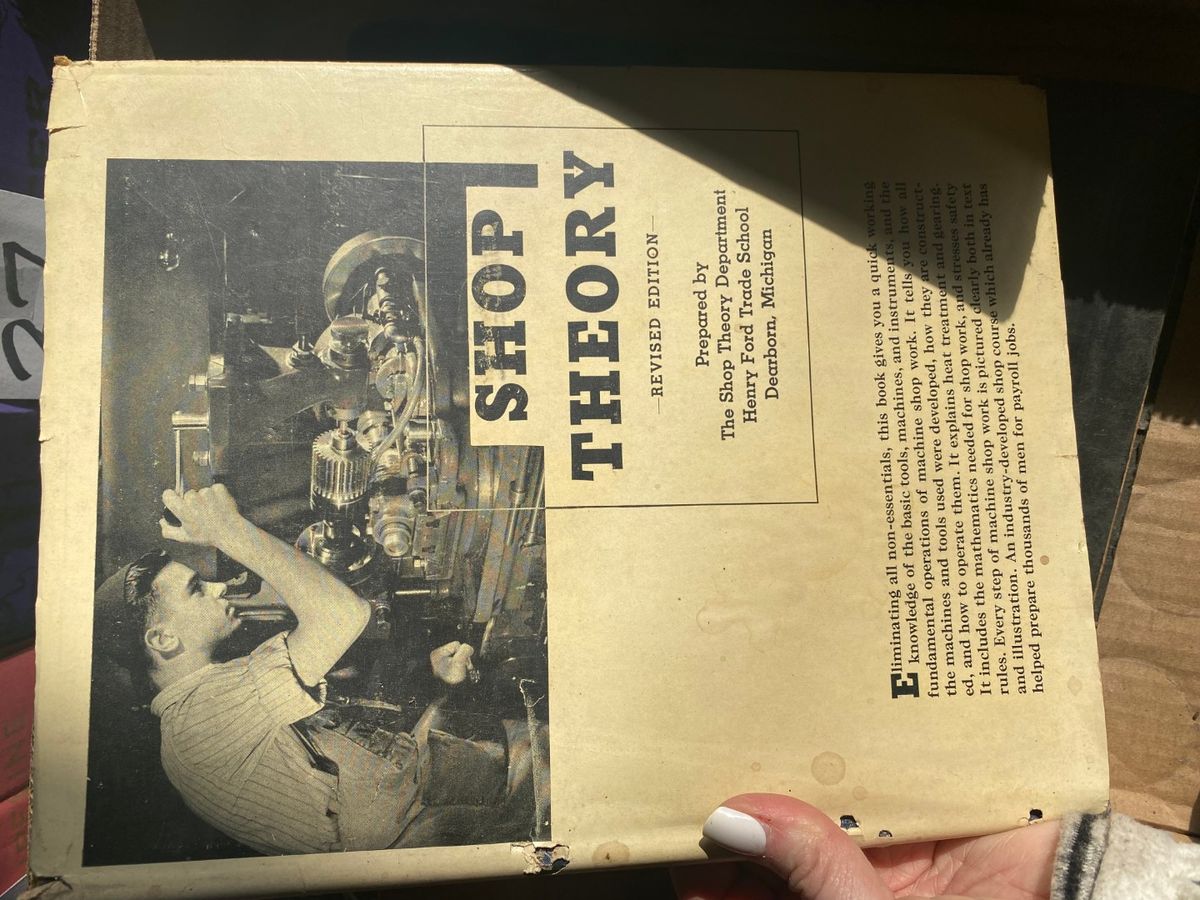 SHOP
THEORY
REVISED EDITION
Prepared by
The Shop Theory Department
Henry Ford Trade School
Dearborn, Michigan
Eliminating all non-essentials, this book gives you a quick working
knowledge of the basic tools, machines, and instruments, and the
fundamental operations of machine shop work. It tells you how all
the machines and tools used were developed, how they are construct-
ed, and how to operate them. It explains heat treatment and gearing.
It includes the mathematics needed for shop work, and stresses safety
rules. Every step of machine shop work is pictured clearly both in text
and illustration. An industry-developed shop course which already has
helped prepare thousands of men for payroll jobs.
27